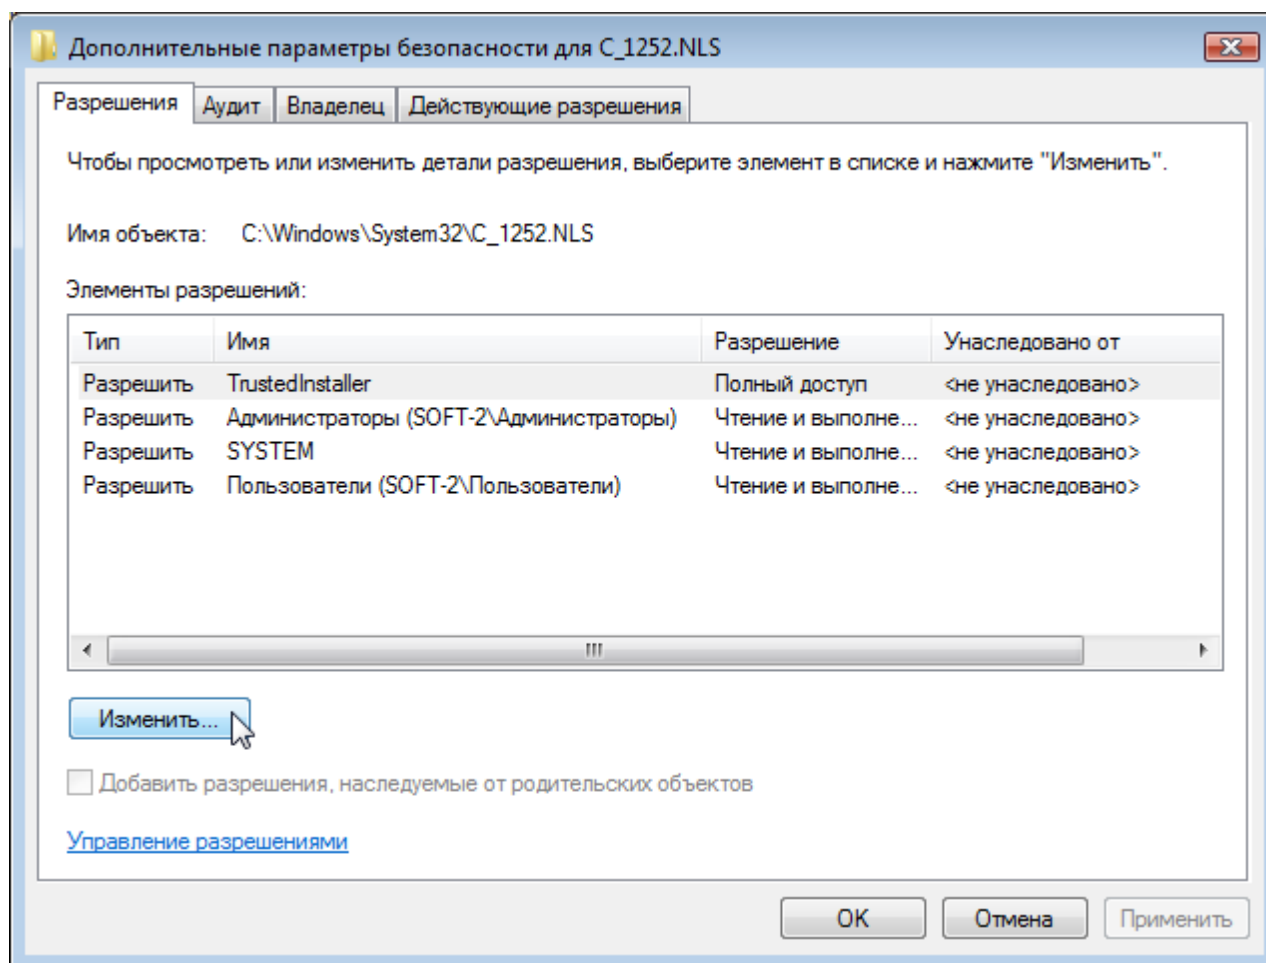 Дополнительные параметры безопасности для C_1252.NLS
Разрешения Аудит Владелец Действующие разрешения
Чтобы просмотреть или изменить детали разрешения, выберите элемент в списке и нажмите "Изменить".
Имя объекта: C:\Windows\System32\C_1252.NLS
Элементы разрешений:
Тип Имя Разрешение Унаследовано от
Разрешить TrustedInstaller Полный доступ <не унаследовано>
Разрешить Администраторы (SOFT-2\Администраторы) Чтение и выполне... <не унаследовано>
Разрешить SYSTEM Чтение и выполне... <не унаследовано>
Разрешить Пользователи (SOFT-2\Пользователи) Чтение и выполне... <не унаследовано>
Изменить...
Добавить разрешения, наследуемые от родительских объектов
Управление разрешениями
ОК Отмена Применить